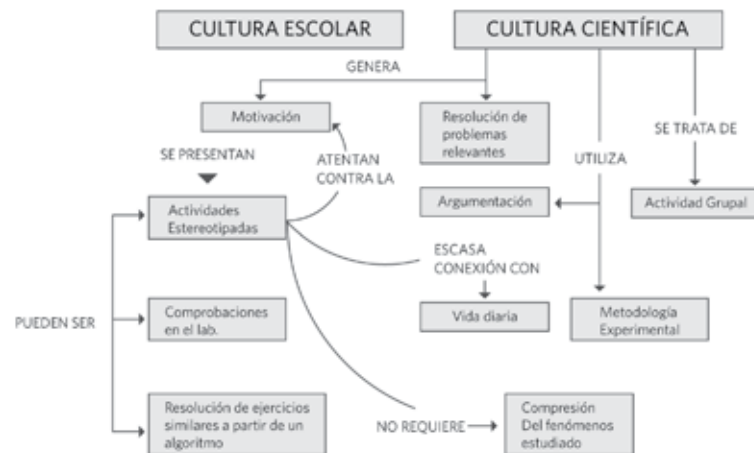 CULTURA ESCOLAR
CULTURA CIENTÍFICA
GENERA
Motivación
Resolución de
problemas
relevantes
SE TRATA DE
SE PRESENTAN
ATENTAN
CONTRA LA
UTILIZA
Actividades
Estereotipadas
Argumentación
Actividad Grupal
ESCASA
CONEXIÓN CON
PUEDEN SER
Comprobaciones
en el lab.
Vida diaria
Metodología
Experimental
Resolución de ejercicios
similares a partir de un
algoritmo
NO REQUIERE
Compresión
Del fenómenos
estudiado